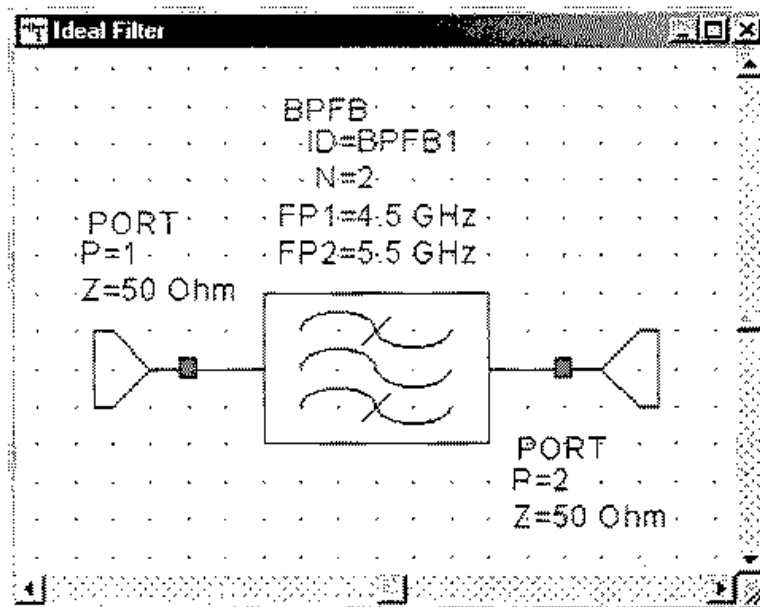 Ideal Filter
BPFB
ID=BPFB1
N=2
FP1=4.5 GHz
FP2=5.5 GHz
PORT
P=1
Z=50 Ohm
PORT
P=2
Z=50 Ohm